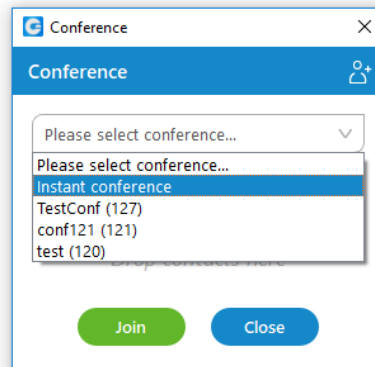 Conference
Conference
Please select conference...
Please select conference...
Instant conference
TestConf (127)
conf121 (121)
test (120)
Drop contacts here
Join
Close